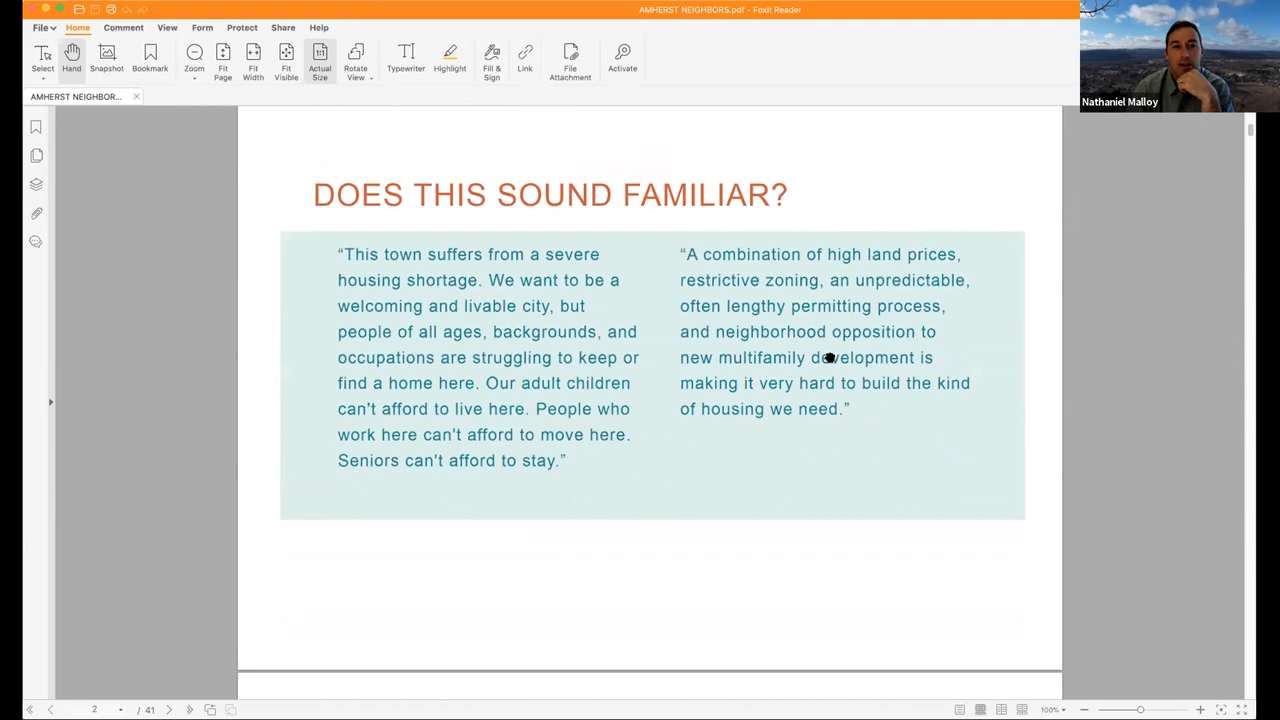 AMHERST NEIGHBORS.pdf - Foxit Reader
File Home Comment View Form Protect Share Help
Select
Hand
Snapshot
Bookmark
Zoom
Fit
Page
Fit
Width
Fit
Visible
Actual
Size
Rotate
View
Typewriter
Highlight
Fill &
Sign
Link
File
Attachment
Activate
Nathaniel Malloy
AMHERST NEIGHBOR...
DOES THIS SOUND FAMILIAR?
“This town suffers from a severe
housing shortage. We want to be a
welcoming and livable city, but
people of all ages, backgrounds, and
occupations are struggling to keep or
find a home here. Our adult children
can't afford to live here. People who
work here can't afford to move here.
Seniors can't afford to stay.”
“A combination of high land prices,
restrictive zoning, an unpredictable,
often lengthy permitting process,
and neighborhood opposition to
new multifamily development is
making it very hard to build the kind
of housing we need.”
2 / 41
100%